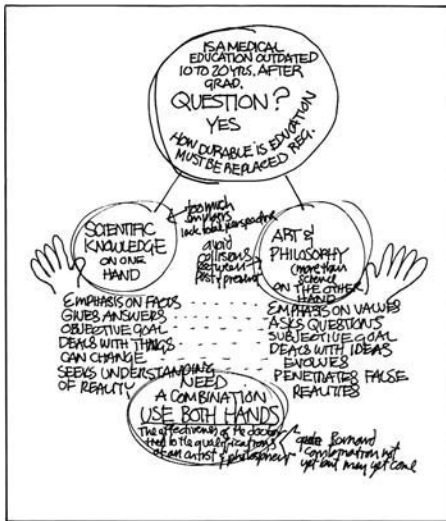 IS A MEDICAL
EDUCATION OUTDATED
10 TO 20 YRS. AFTER
GRAD.
QUESTION?
YES
HOW DURABLE IS EDUCATION
MUST BE REPLACED REG.
SCIENTIFIC
KNOWLEDGE
ON ONE
HAND
too much
emphasis
lack total perspective
avoid
collisions
between
past & present
ART &
PHILOSOPHY
(more than
science
ON THE OTHER
HAND
EMPHASIS ON FACTS
GIVES ANSWERS
OBJECTIVE GOAL
DEALS WITH THINGS
CAN CHANGE
SEEKS UNDERSTANDING
OF REALITY
EMPHASIS ON VALUES
ASKS QUESTIONS
SUBJECTIVE GOAL
DEALS WITH IDEAS
EVOLVES
PENETRATES FALSE
REALITIES
NEED
A COMBINATION
USE BOTH HANDS
The effectiveness of the doctor
tied to the qualifications
of an artist & philosopher
quote Bernard
combination not
yet but may yet come